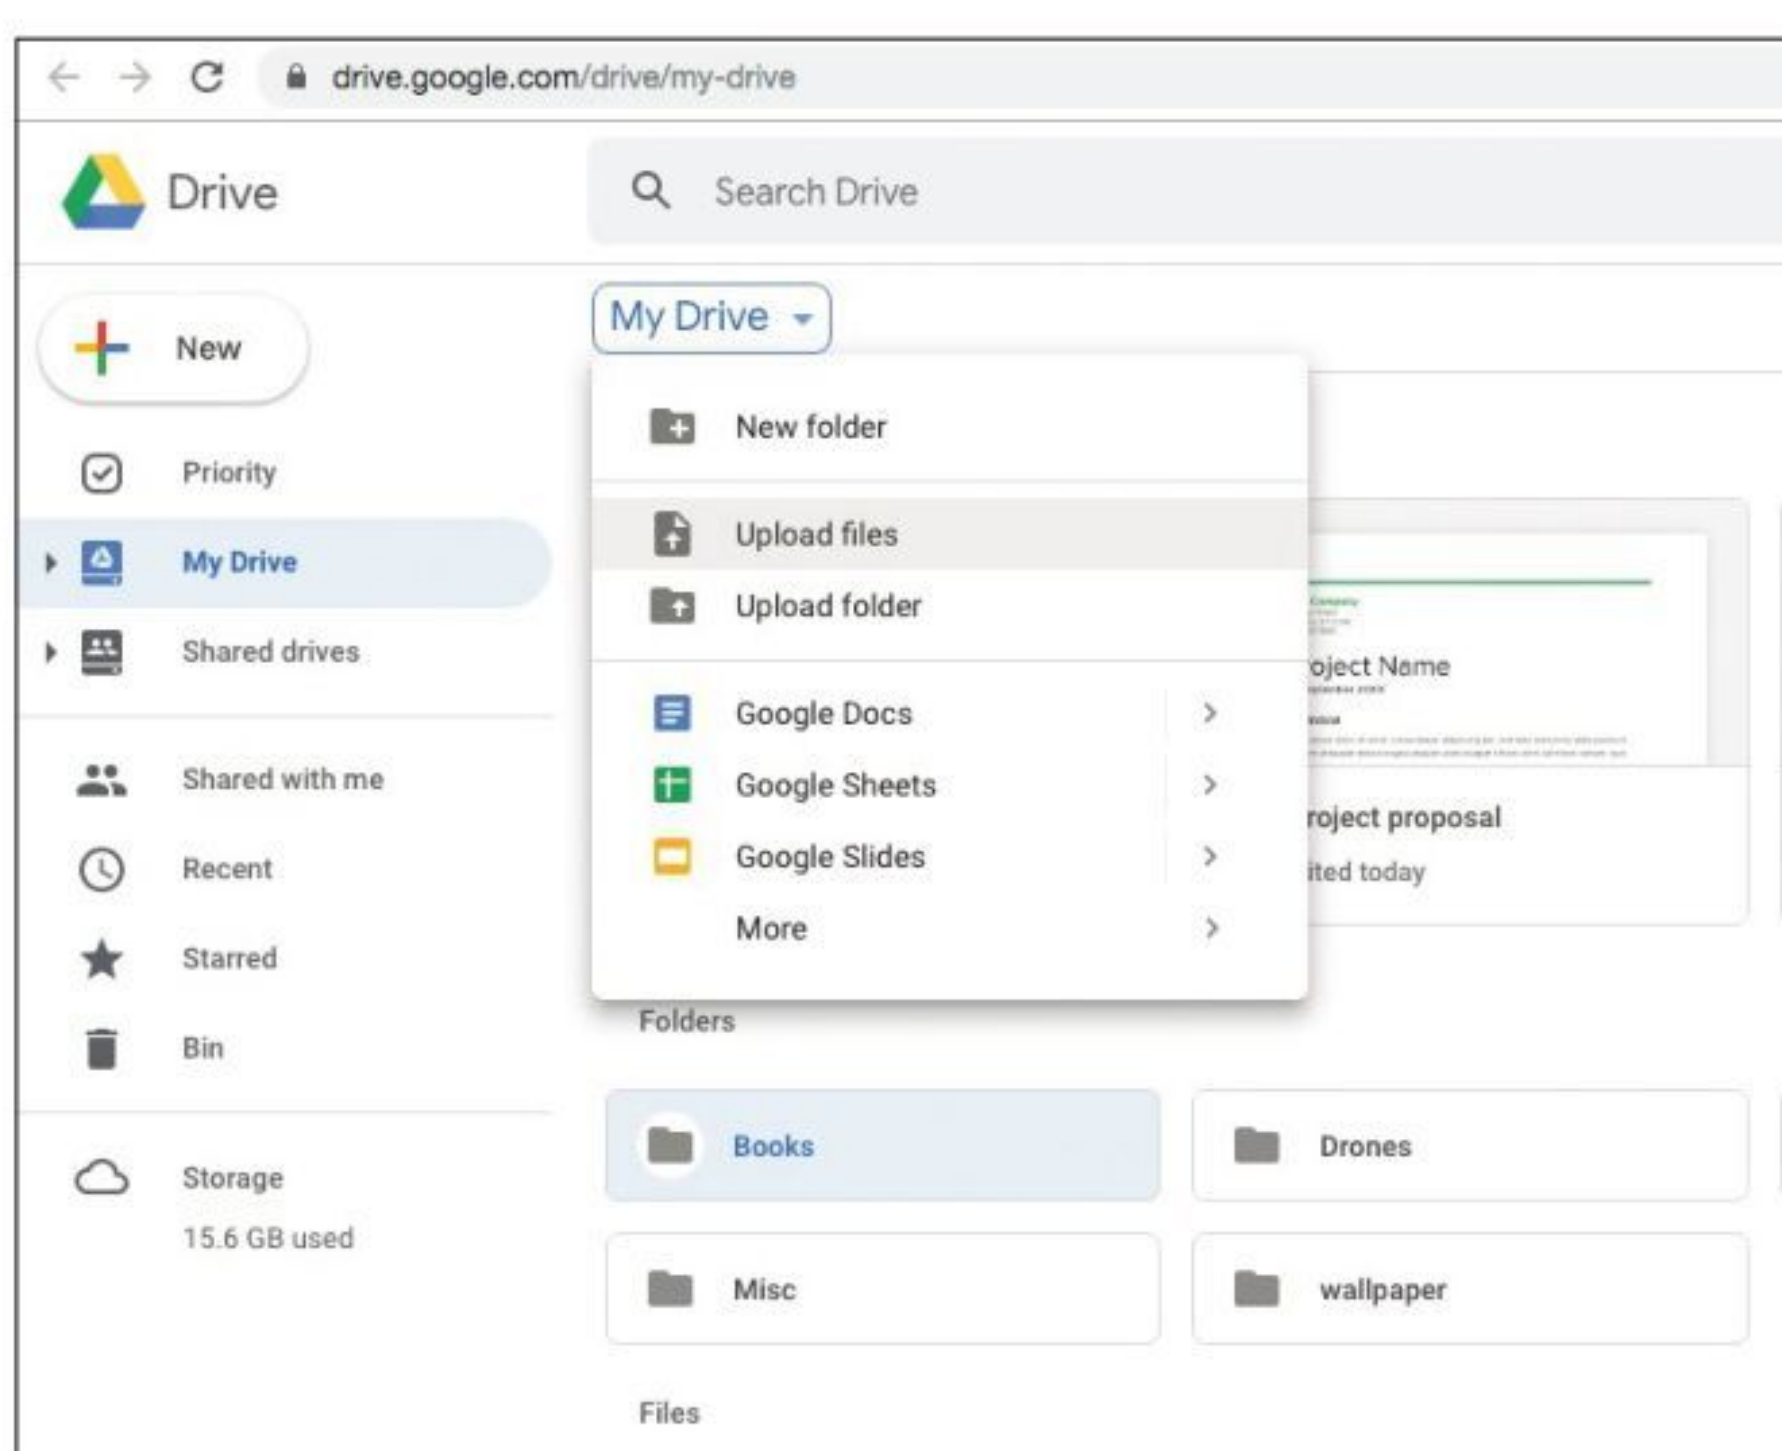 drive.google.com/drive/my-drive
Drive
Search Drive
New
Priority
My Drive
Shared drives
Shared with me
Recent
Starred
Bin
Storage
15.6 GB used
My Drive
New folder
Upload files
Upload folder
Google Docs
Google Sheets
Google Slides
More
Company
oject Name
roject proposal
ited today
Folders
Books
Drones
Misc
wallpaper
Files